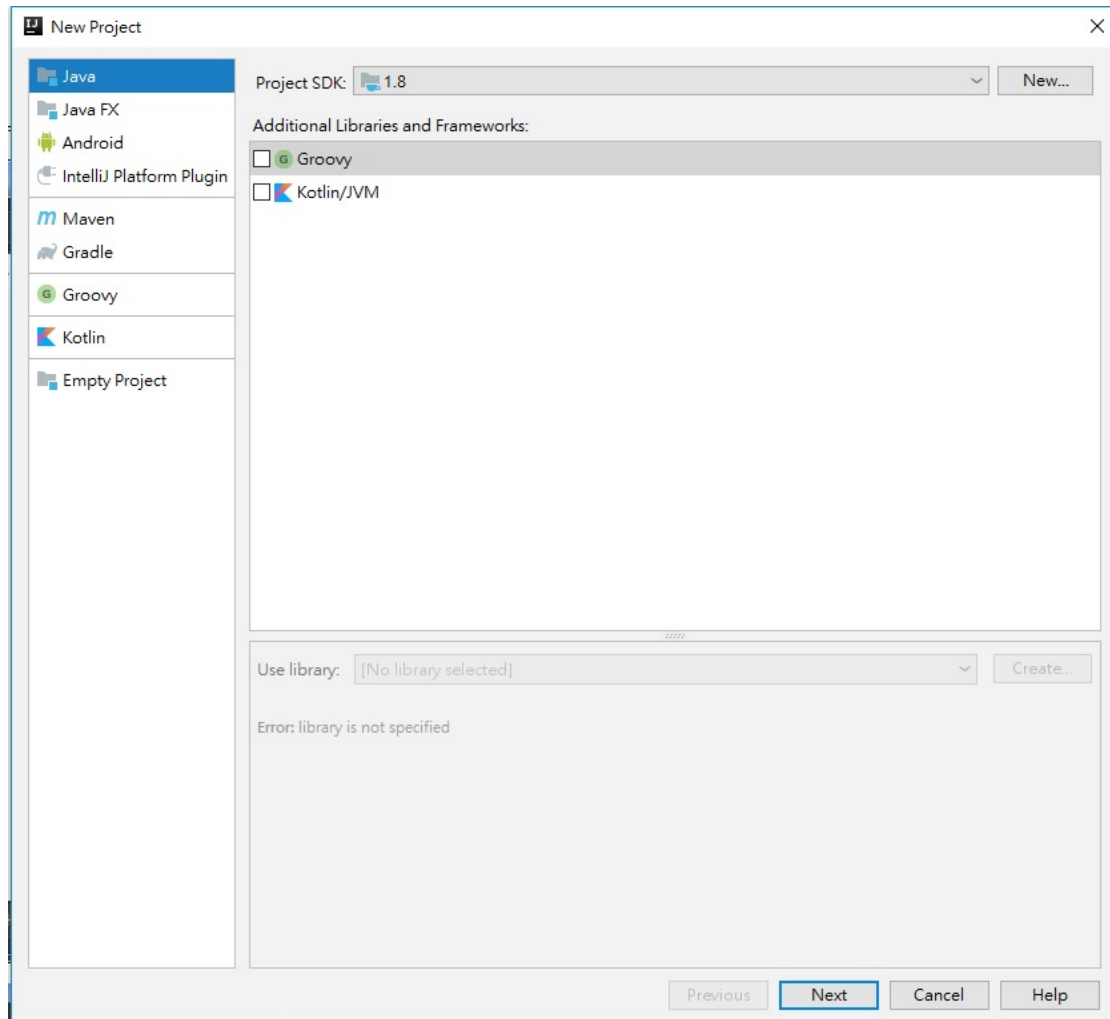 New Project
Java
Java FX
Android
IntelliJ Platform Plugin
Maven
Gradle
Groovy
Kotlin
Empty Project
Project SDK: 1.8 New...
Additional Libraries and Frameworks:
Groovy
Kotlin/JVM
Use library: [No library selected] Create...
Error: library is not specified
Previous Next Cancel Help